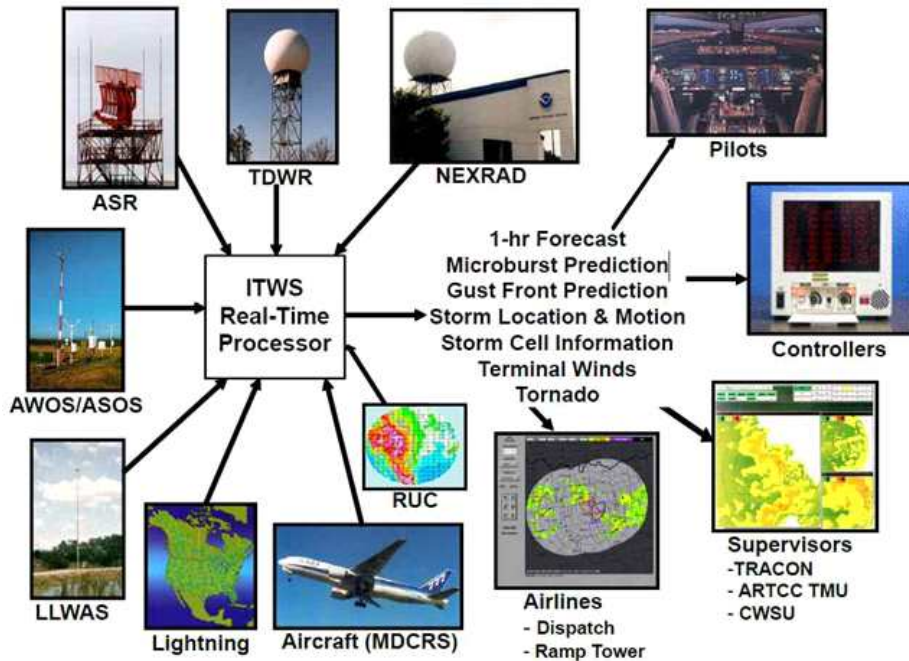 ASR
TDWR
NEXRAD
Pilots
ITWS
Real-Time
Processor
1-hr Forecast
Microburst Prediction
Gust Front Prediction
Storm Location & Motion
Storm Cell Information
Terminal Winds
Tornado
Controllers
AWOS/ASOS
LLWAS
Lightning
Aircraft (MDCRS)
RUC
Airlines
- Dispatch
- Ramp Tower
Supervisors
-TRACON
- ARTCC TMU
- CWSU